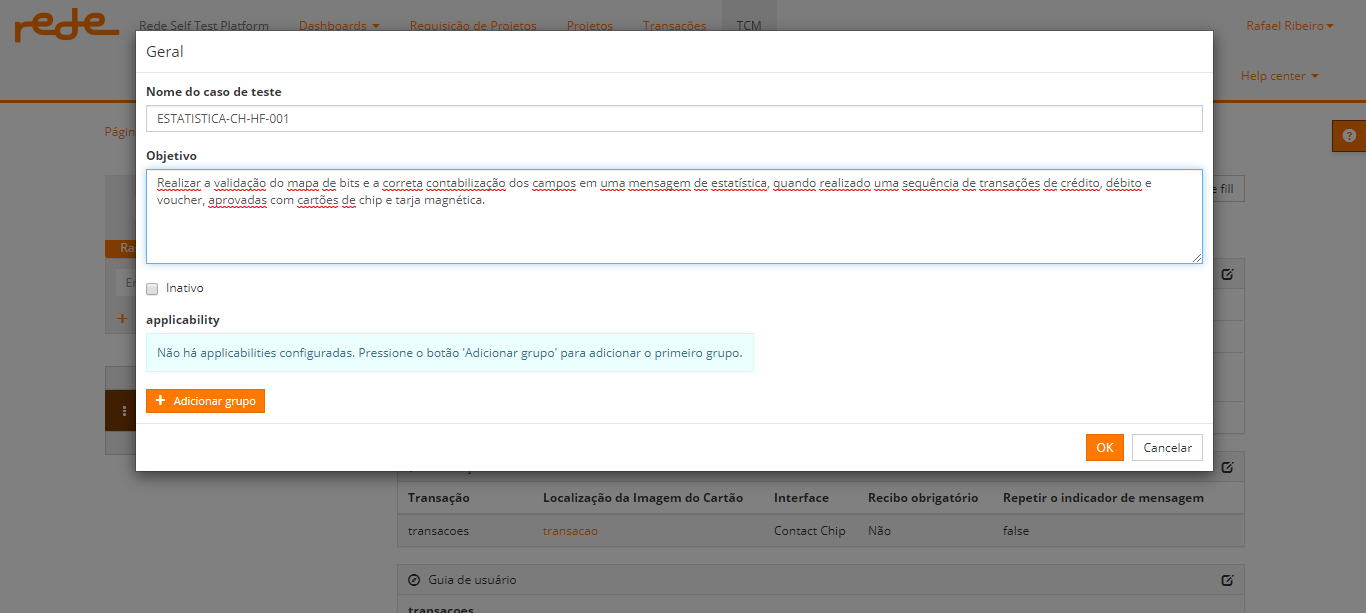 rede Rede Self Test Platform Dashboards Requisição de Projetos Projetos Transações TCM Rafael Ribeiro
Help center
Geral
Nome do caso de teste
ESTATISTICA-CH-HF-001
Objetivo
Realizar a validação do mapa de bits e a correta contabilização dos campos em uma mensagem de estatística, quando realizado uma sequência de transações de crédito, débito e
voucher, aprovadas com cartões de chip e tarja magnética.
Inativo
applicability
Não há applicabilities configuradas. Pressione o botão 'Adicionar grupo' para adicionar o primeiro grupo.
+ Adicionar grupo
OK Cancelar
Transação Localização da Imagem do Cartão Interface Recibo obrigatório Repetir o indicador de mensagem
transacoes transacao Contact Chip Não false
Guia de usuário
transacoes